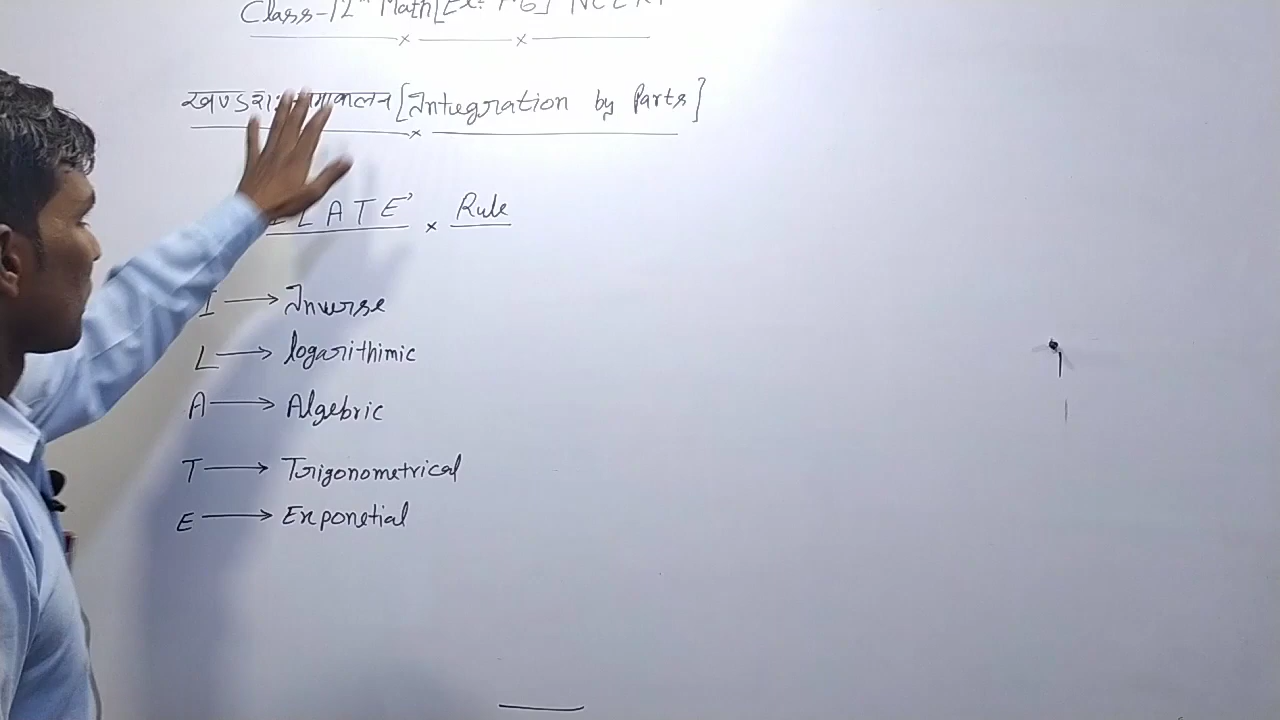 Class-12th Math [Ex: 7.6] NCERT
खण्डशः समाकलन [Integration by Parts]
ILATE' Rule
I → Inverse
L → logarithimic
A → Algebric
T → Trigonometrical
E → Exponetial